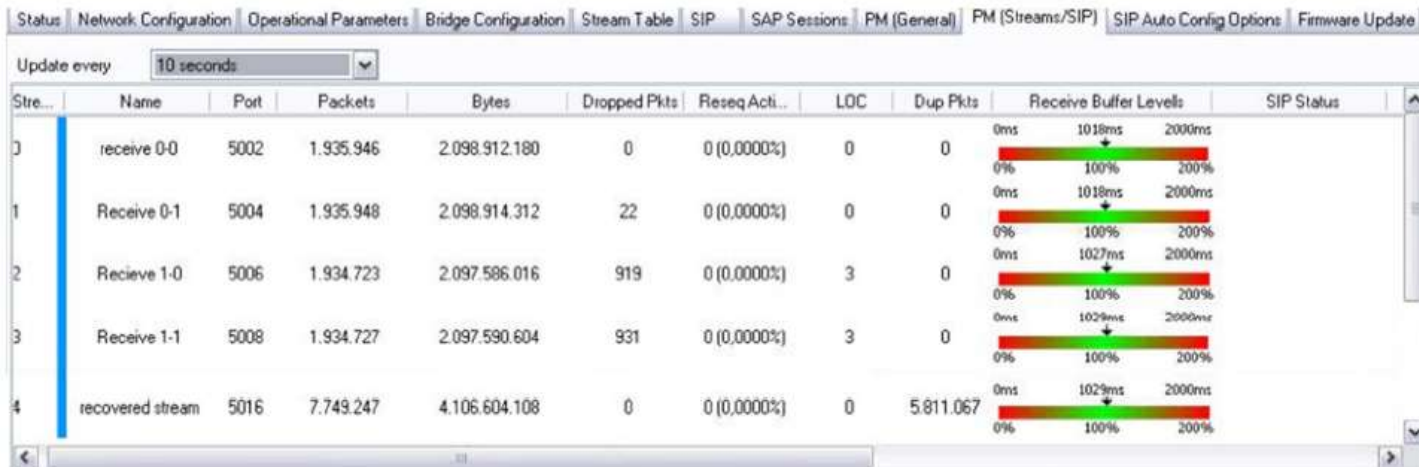 Status Network Configuration Operational Parameters Bridge Configuration Stream Table SIP SAP Sessions PM (General) PM (Streams/SIP) SIP Auto Config Options Firmware Update
Update every 10 seconds
Stre... Name Port Packets Bytes Dropped Pkts Reseq Acti... LOC Dup Pkts Receive Buffer Levels SIP Status
0ms 1018ms 2000ms
0 receive 0-0 5002 1.935.946 2.098.912.180 0 0 (0,0000%) 0 0
0% 100% 200%
0ms 1018ms 2000ms
1 Receive 0-1 5004 1.935.948 2.098.914.312 22 0 (0,0000%) 0 0
0% 100% 200%
0ms 1027ms 2000ms
2 Recieve 1-0 5006 1.934.723 2.097.586.016 919 0 (0,0000%) 3 0
0% 100% 200%
0ms 1029ms 2000ms
3 Receive 1-1 5008 1.934.727 2.097.590.604 931 0 (0,0000%) 3 0
0% 100% 200%
0ms 1029ms 2000ms
4 recovered stream 5016 7.749.247 4.106.604.108 0 0 (0,0000%) 0 5.811.067
0% 100% 200%